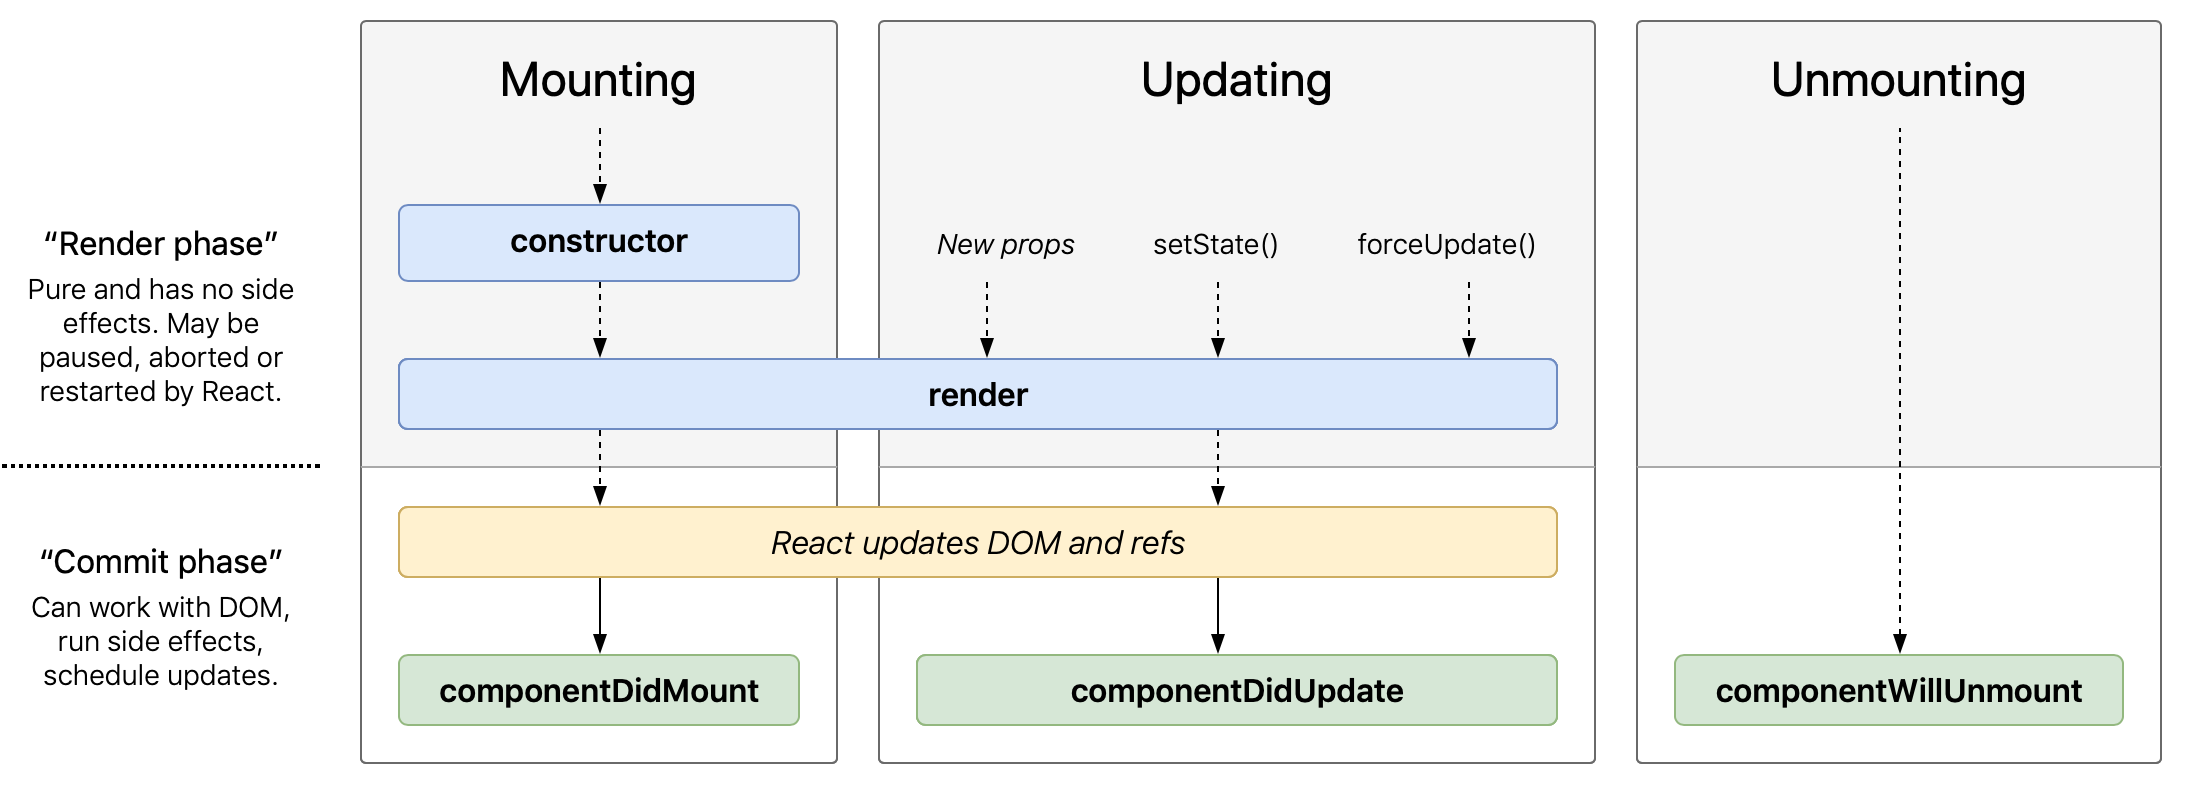 Mounting
Updating
Unmounting
“Render phase”
Pure and has no side
effects. May be
paused, aborted or
restarted by React.
constructor
New props
setState()
forceUpdate()
render
“Commit phase”
Can work with DOM,
run side effects,
schedule updates.
React updates DOM and refs
componentDidMount
componentDidUpdate
componentWillUnmount